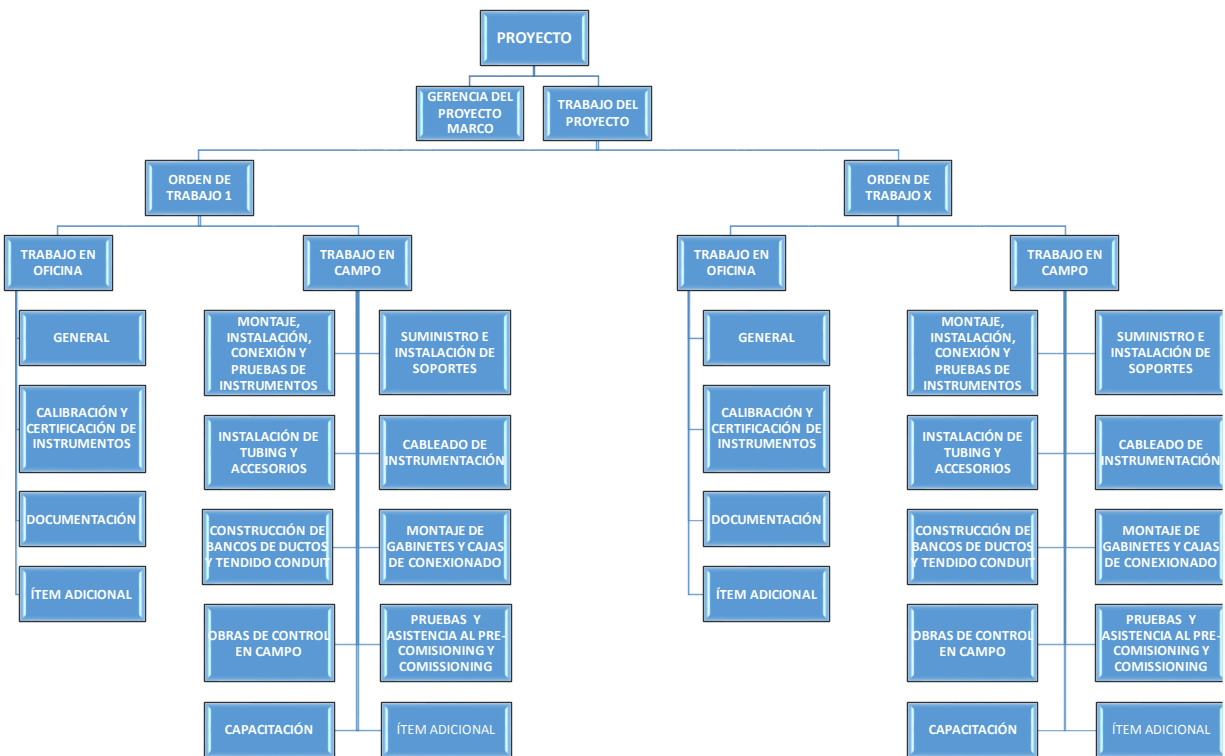 PROYECTO
GERENCIA DEL
PROYECTO
MARCO
TRABAJO DEL
PROYECTO
ORDEN DE
TRABAJO 1
ORDEN DE
TRABAJO X
TRABAJO EN
OFICINA
TRABAJO EN
CAMPO
TRABAJO EN
OFICINA
TRABAJO EN
CAMPO
GENERAL
CALIBRACIÓN Y
CERTIFICACIÓN DE
INSTRUMENTOS
DOCUMENTACIÓN
ÍTEM ADICIONAL
MONTAJE,
INSTALACIÓN,
CONEXIÓN Y
PRUEBAS DE
INSTRUMENTOS
SUMINISTRO E
INSTALACIÓN DE
SOPORTES
INSTALACIÓN DE
TUBING Y
ACCESORIOS
CABLEADO DE
INSTRUMENTACIÓN
CONSTRUCCIÓN DE
BANCOS DE DUCTOS
Y TENDIDO CONDUIT
MONTAJE DE
GABINETES Y CAJAS
DE CONEXIONADO
OBRAS DE CONTROL
EN CAMPO
PRUEBAS Y
ASISTENCIA AL PRE-
COMISIONING Y
COMISSIONING
CAPACITACIÓN
ÍTEM ADICIONAL
GENERAL
CALIBRACIÓN Y
CERTIFICACIÓN DE
INSTRUMENTOS
DOCUMENTACIÓN
ÍTEM ADICIONAL
MONTAJE,
INSTALACIÓN,
CONEXIÓN Y
PRUEBAS DE
INSTRUMENTOS
SUMINISTRO E
INSTALACIÓN DE
SOPORTES
INSTALACIÓN DE
TUBING Y
ACCESORIOS
CABLEADO DE
INSTRUMENTACIÓN
CONSTRUCCIÓN DE
BANCOS DE DUCTOS
Y TENDIDO CONDUIT
MONTAJE DE
GABINETES Y CAJAS
DE CONEXIONADO
OBRAS DE CONTROL
EN CAMPO
PRUEBAS Y
ASISTENCIA AL PRE-
COMISIONING Y
COMISSIONING
CAPACITACIÓN
ÍTEM ADICIONAL